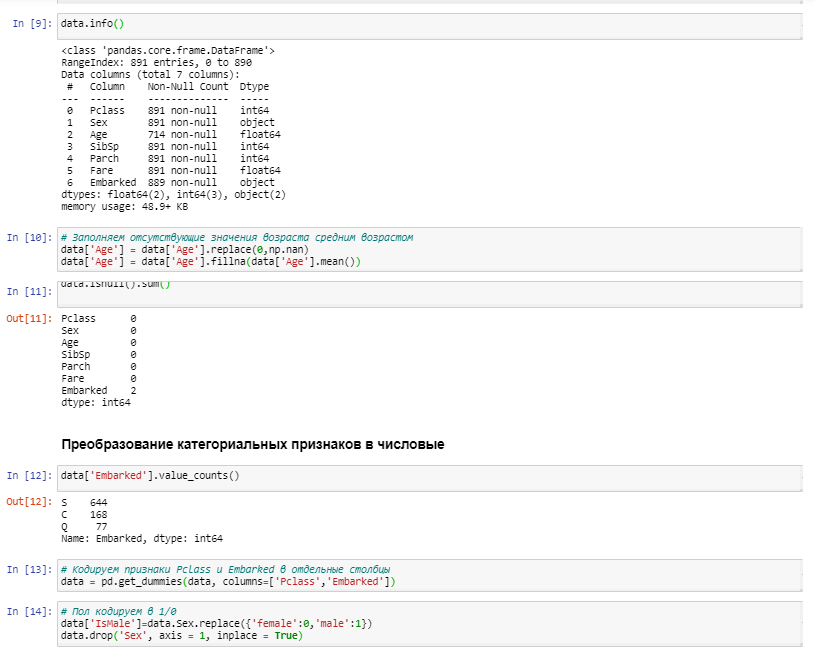 In [9]: data.info()
<class 'pandas.core.frame.DataFrame'>
RangeIndex: 891 entries, 0 to 890
Data columns (total 7 columns):
 #   Column    Non-Null Count  Dtype
---  ------    --------------  -----
 0   Pclass    891 non-null    int64
 1   Sex       891 non-null    object
 2   Age       714 non-null    float64
 3   SibSp     891 non-null    int64
 4   Parch     891 non-null    int64
 5   Fare      891 non-null    float64
 6   Embarked  889 non-null    object
dtypes: float64(2), int64(3), object(2)
memory usage: 48.9+ KB
In [10]: # Заполняем отсутствующие значения возраста средним возрастом
data['Age'] = data['Age'].replace(0,np.nan)
data['Age'] = data['Age'].fillna(data['Age'].mean())
In [11]: data.isnull().sum()
Out[11]: Pclass      0
Sex         0
Age         0
SibSp       0
Parch       0
Fare        0
Embarked    2
dtype: int64
Преобразование категориальных признаков в числовые
In [12]: data['Embarked'].value_counts()
Out[12]: S    644
C    168
Q     77
Name: Embarked, dtype: int64
In [13]: # Кодируем признаки Pclass и Embarked в отдельные столбцы
data = pd.get_dummies(data, columns=['Pclass','Embarked'])
In [14]: # Пол кодируем в 1/0
data['IsMale']=data.Sex.replace({'female':0,'male':1})
data.drop('Sex', axis = 1, inplace = True)